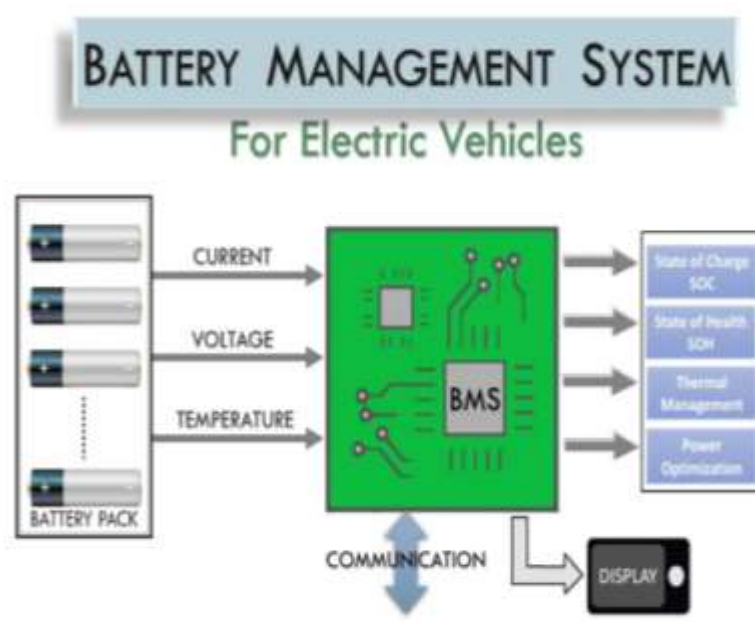 BATTERY MANAGEMENT SYSTEM
For Electric Vehicles
CURRENT
VOLTAGE
TEMPERATURE
BATTERY PACK
BMS
State of Charge
SOC
State of Health
SOH
Thermal
Management
Power
Optimization
COMMUNICATION
DISPLAY